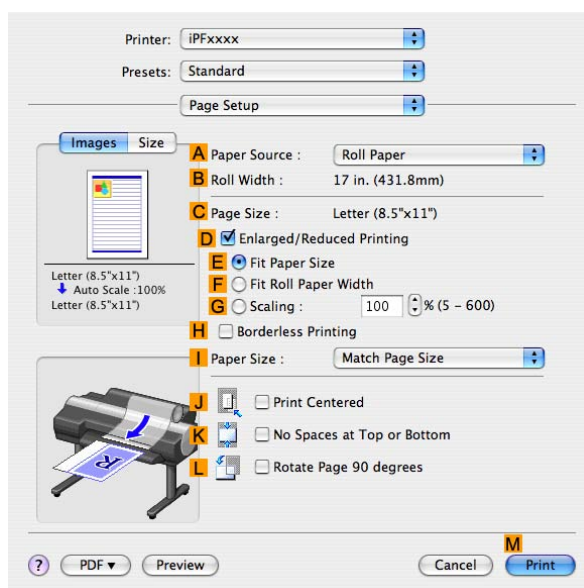 Printer: iPFxxxx
Presets: Standard
Page Setup
Images Size
A Paper Source : Roll Paper
B Roll Width : 17 in. (431.8mm)
C Page Size : Letter (8.5"x11")
D Enlarged/Reduced Printing
E Fit Paper Size
F Fit Roll Paper Width
G Scaling : 100 % (5 - 600)
Letter (8.5"x11")
Auto Scale :100%
Letter (8.5"x11")
H Borderless Printing
I Paper Size : Match Page Size
J Print Centered
K No Spaces at Top or Bottom
L Rotate Page 90 degrees
R
M
? PDF Preview Cancel Print